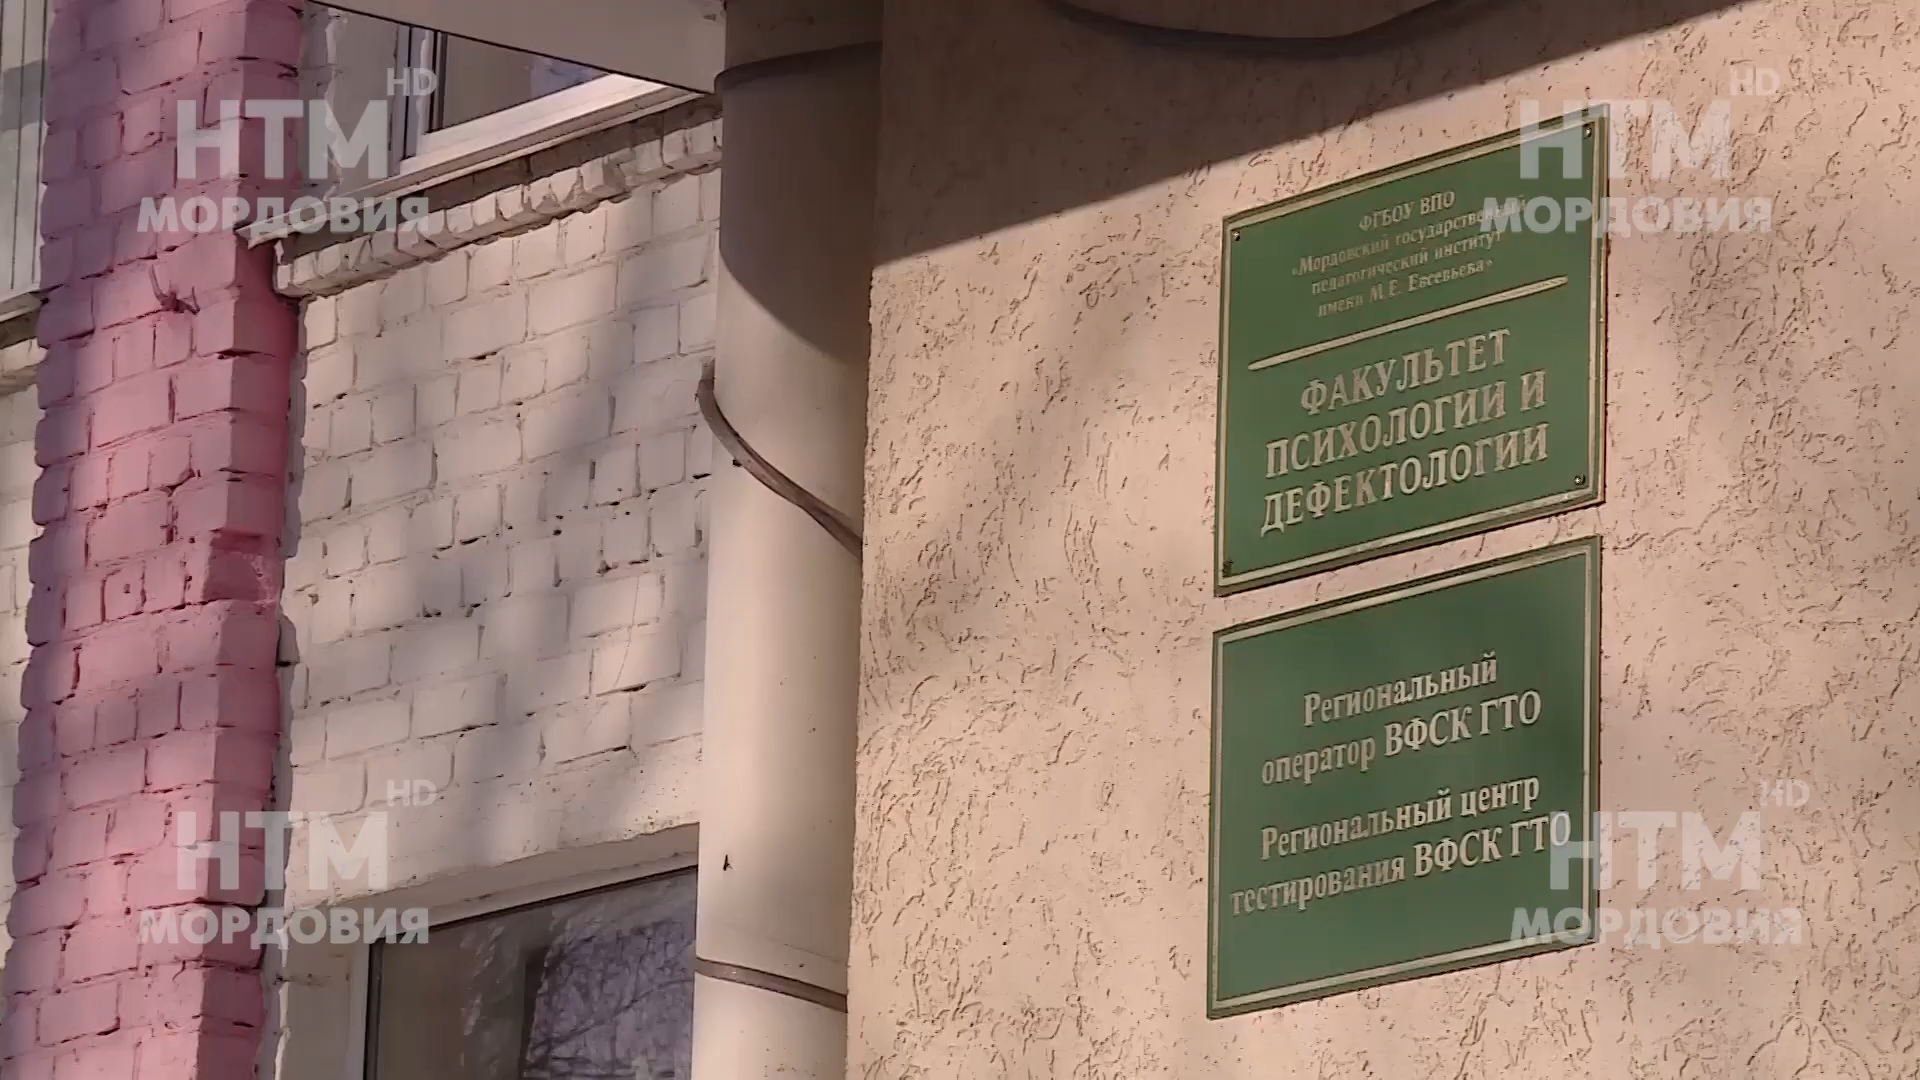 НТМ HD
МОРДОВИЯ
НТМ HD
МОРДОВИЯ
ФГБОУ ВПО
«Мордовский государственный
педагогический институт
имени М.Е. Евсевьева»
ФАКУЛЬТЕТ
ПСИХОЛОГИИ И
ДЕФЕКТОЛОГИИ
Региональный
оператор ВФСК ГТО
Региональный центр
тестирования ВФСК ГТО
НТМ HD
МОРДОВИЯ
НТМ HD
МОРДОВИЯ